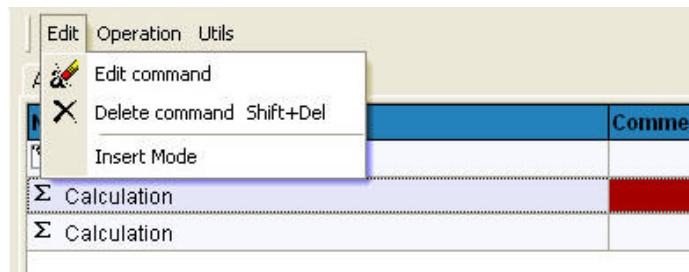 Edit Operation Utils
Edit command
Delete command Shift+Del
Comme
Insert Mode
Σ Calculation
Σ Calculation